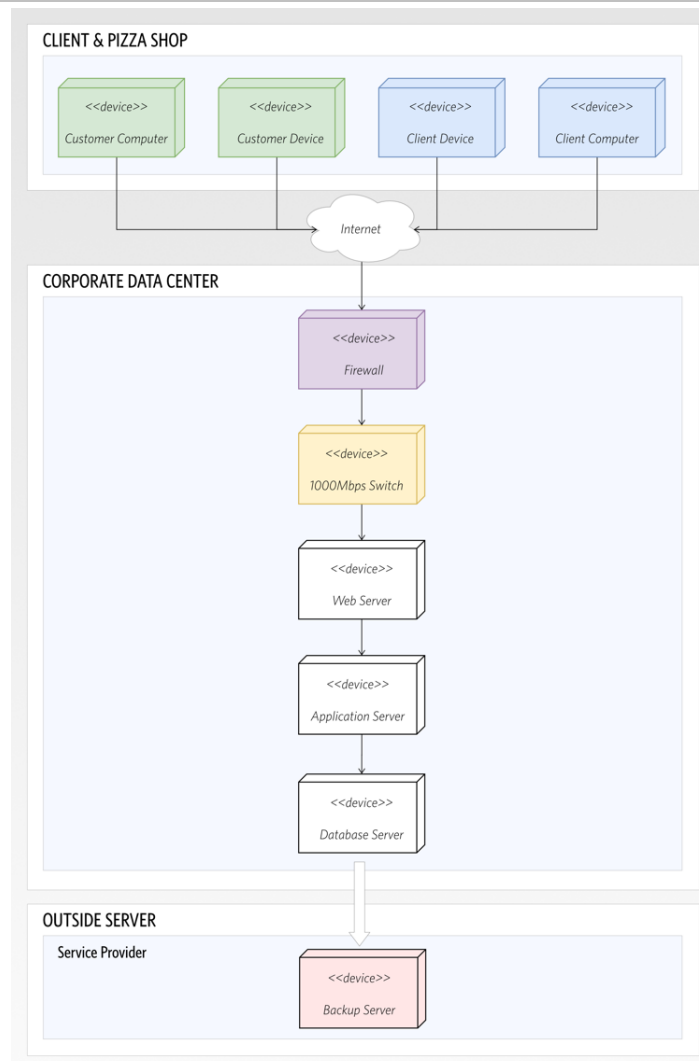 CLIENT & PIZZA SHOP
<<device>>
Customer Computer
<<device>>
Customer Device
<<device>>
Client Device
<<device>>
Client Computer
Internet
CORPORATE DATA CENTER
<<device>>
Firewall
<<device>>
1000Mbps Switch
<<device>>
Web Server
<<device>>
Application Server
<<device>>
Database Server
OUTSIDE SERVER
Service Provider
<<device>>
Backup Server